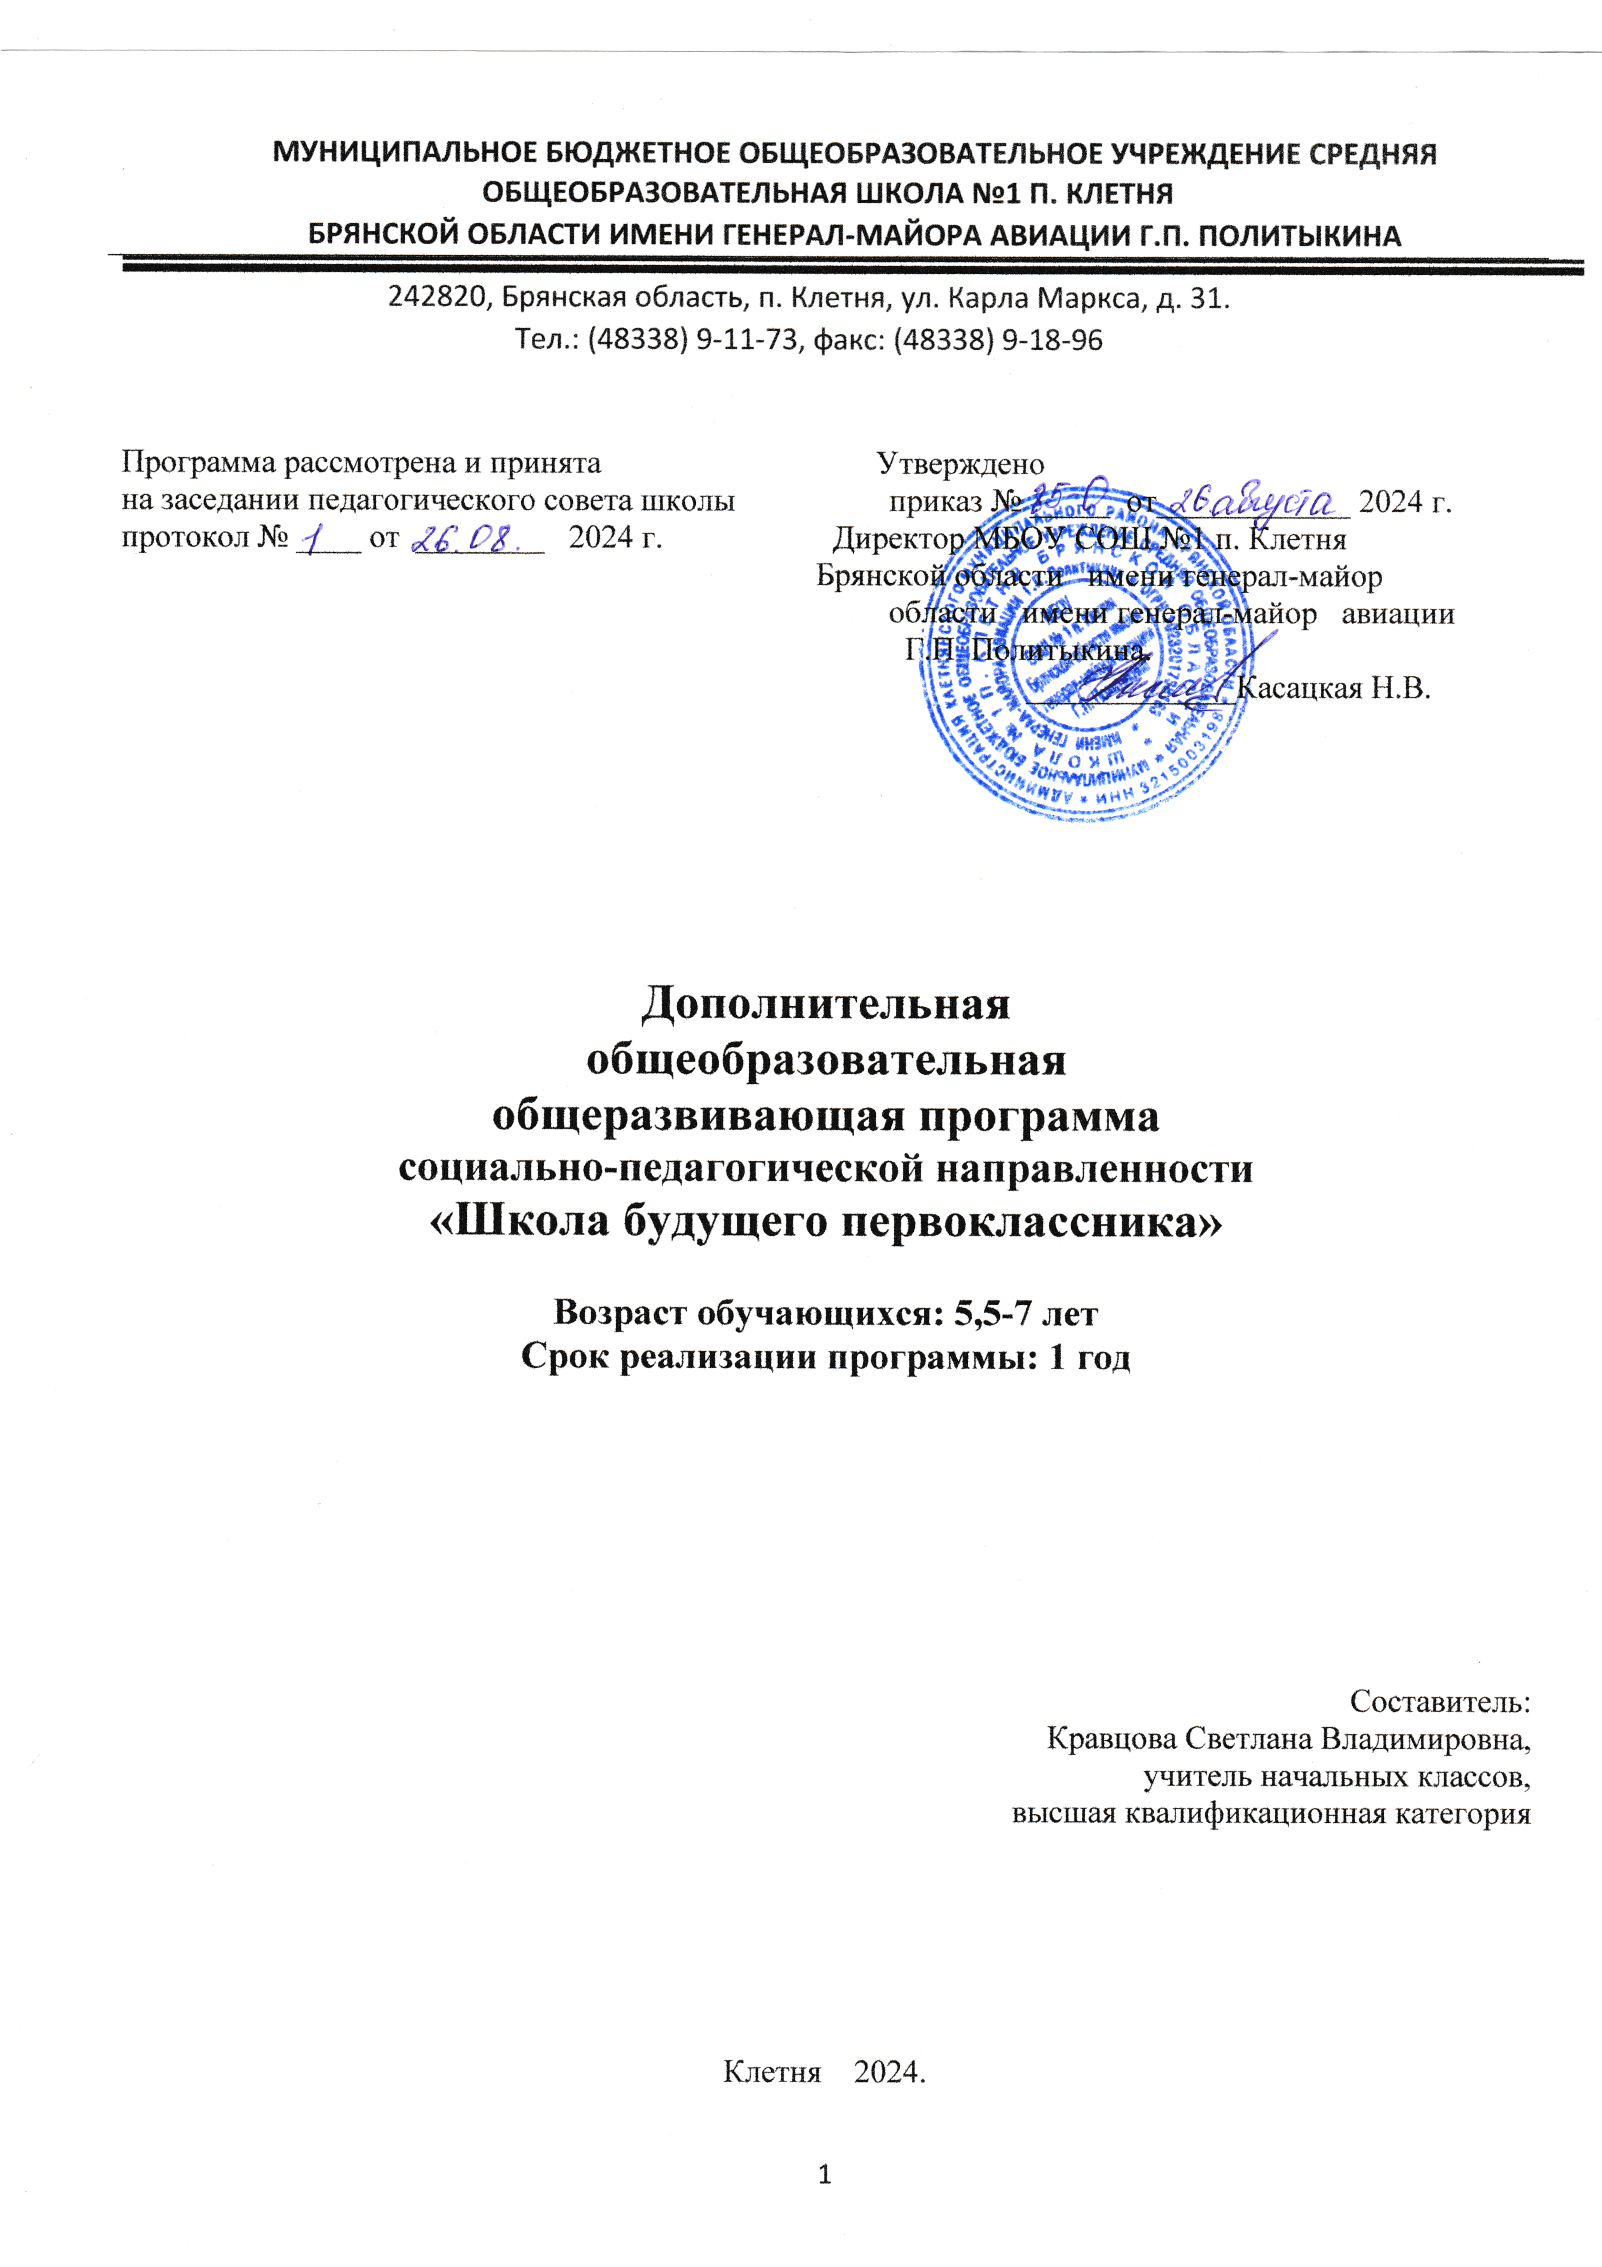 МУНИЦИПАЛЬНОЕ БЮДЖЕТНОЕ ОБЩЕОБРАЗОВАТЕЛЬНОЕ УЧРЕЖДЕНИЕ СРЕДНЯЯ
ОБЩЕОБРАЗОВАТЕЛЬНАЯ ШКОЛА №1 П. КЛЕТНЯ
БРЯНСКОЙ ОБЛАСТИ ИМЕНИ ГЕНЕРАЛ-МАЙОРА АВИАЦИИ Г.П. ПОЛИТЫКИНА
242820, Брянская область, п. Клетня, ул. Карла Маркса, д. 31.
Тел.: (48338) 9-11-73, факс: (48338) 9-18-96
Программа рассмотрена и принята
на заседании педагогического совета школы
протокол № 1 от 26.08. 2024 г.
Утверждено
приказ № от 26 августа 2024 г.
Директор МБОУ СОШ №1 п. Клетня
Брянской области имени генерал-майор
области имени генерал-майор авиации
Г.П. Политыкина
Касацкая Н.В.
Дополнительная
общеобразовательная
общеразвивающая программа
социально-педагогической направленности
«Школа будущего первоклассника»
Возраст обучающихся: 5,5-7 лет
Срок реализации программы: 1 год
Составитель:
Кравцова Светлана Владимировна,
учитель начальных классов,
высшая квалификационная категория
Клетня 2024.
1